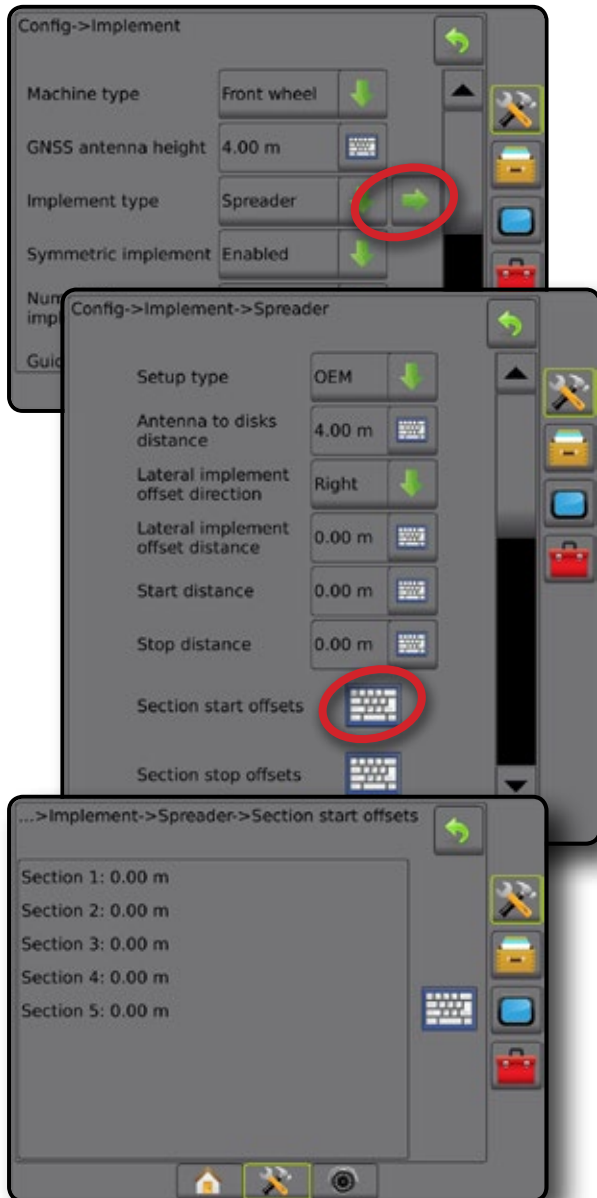 Config->Implement
Machine type Front wheel
GNSS antenna height 4.00 m
Implement type Spreader
Symmetric implement Enabled
Num
impl
Guid
Config->Implement->Spreader
Setup type OEM
Antenna to disks
distance 4.00 m
Lateral implement
offset direction Right
Lateral implement
offset distance 0.00 m
Start distance 0.00 m
Stop distance 0.00 m
Section start offsets
Section stop offsets
...>Implement->Spreader->Section start offsets
Section 1: 0.00 m
Section 2: 0.00 m
Section 3: 0.00 m
Section 4: 0.00 m
Section 5: 0.00 m